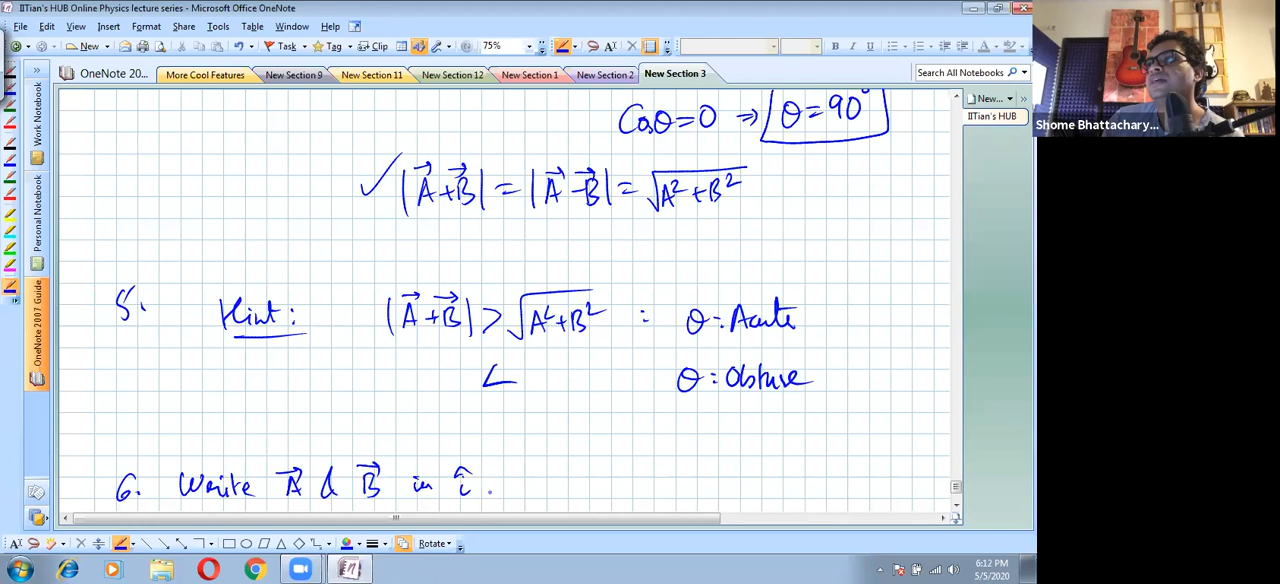 IITian's HUB Online Physics lecture series - Microsoft Office OneNote
File Edit View Insert Format Share Tools Table Window Help
New Task Tag Clip 75%
OneNote 20... More Cool Features New Section 9 New Section 11 New Section 12 New Section 1 New Section 2 New Section 3 Search All Notebooks
New...
IITian's HUB
Work Notebook
Personal Notebook
OneNote 2007 Guide
Shome Bhattachary...
Cosθ=0 ⇒ θ=90°
✓ |A⃗+B⃗| = |A⃗-B⃗| = √A²+B²
5. Hint: |A⃗+B⃗| > √A²+B² : θ: Acute
< θ: Obtuse
6. Write A⃗ & B⃗ in î
Rotate
6:12 PM
5/5/2020